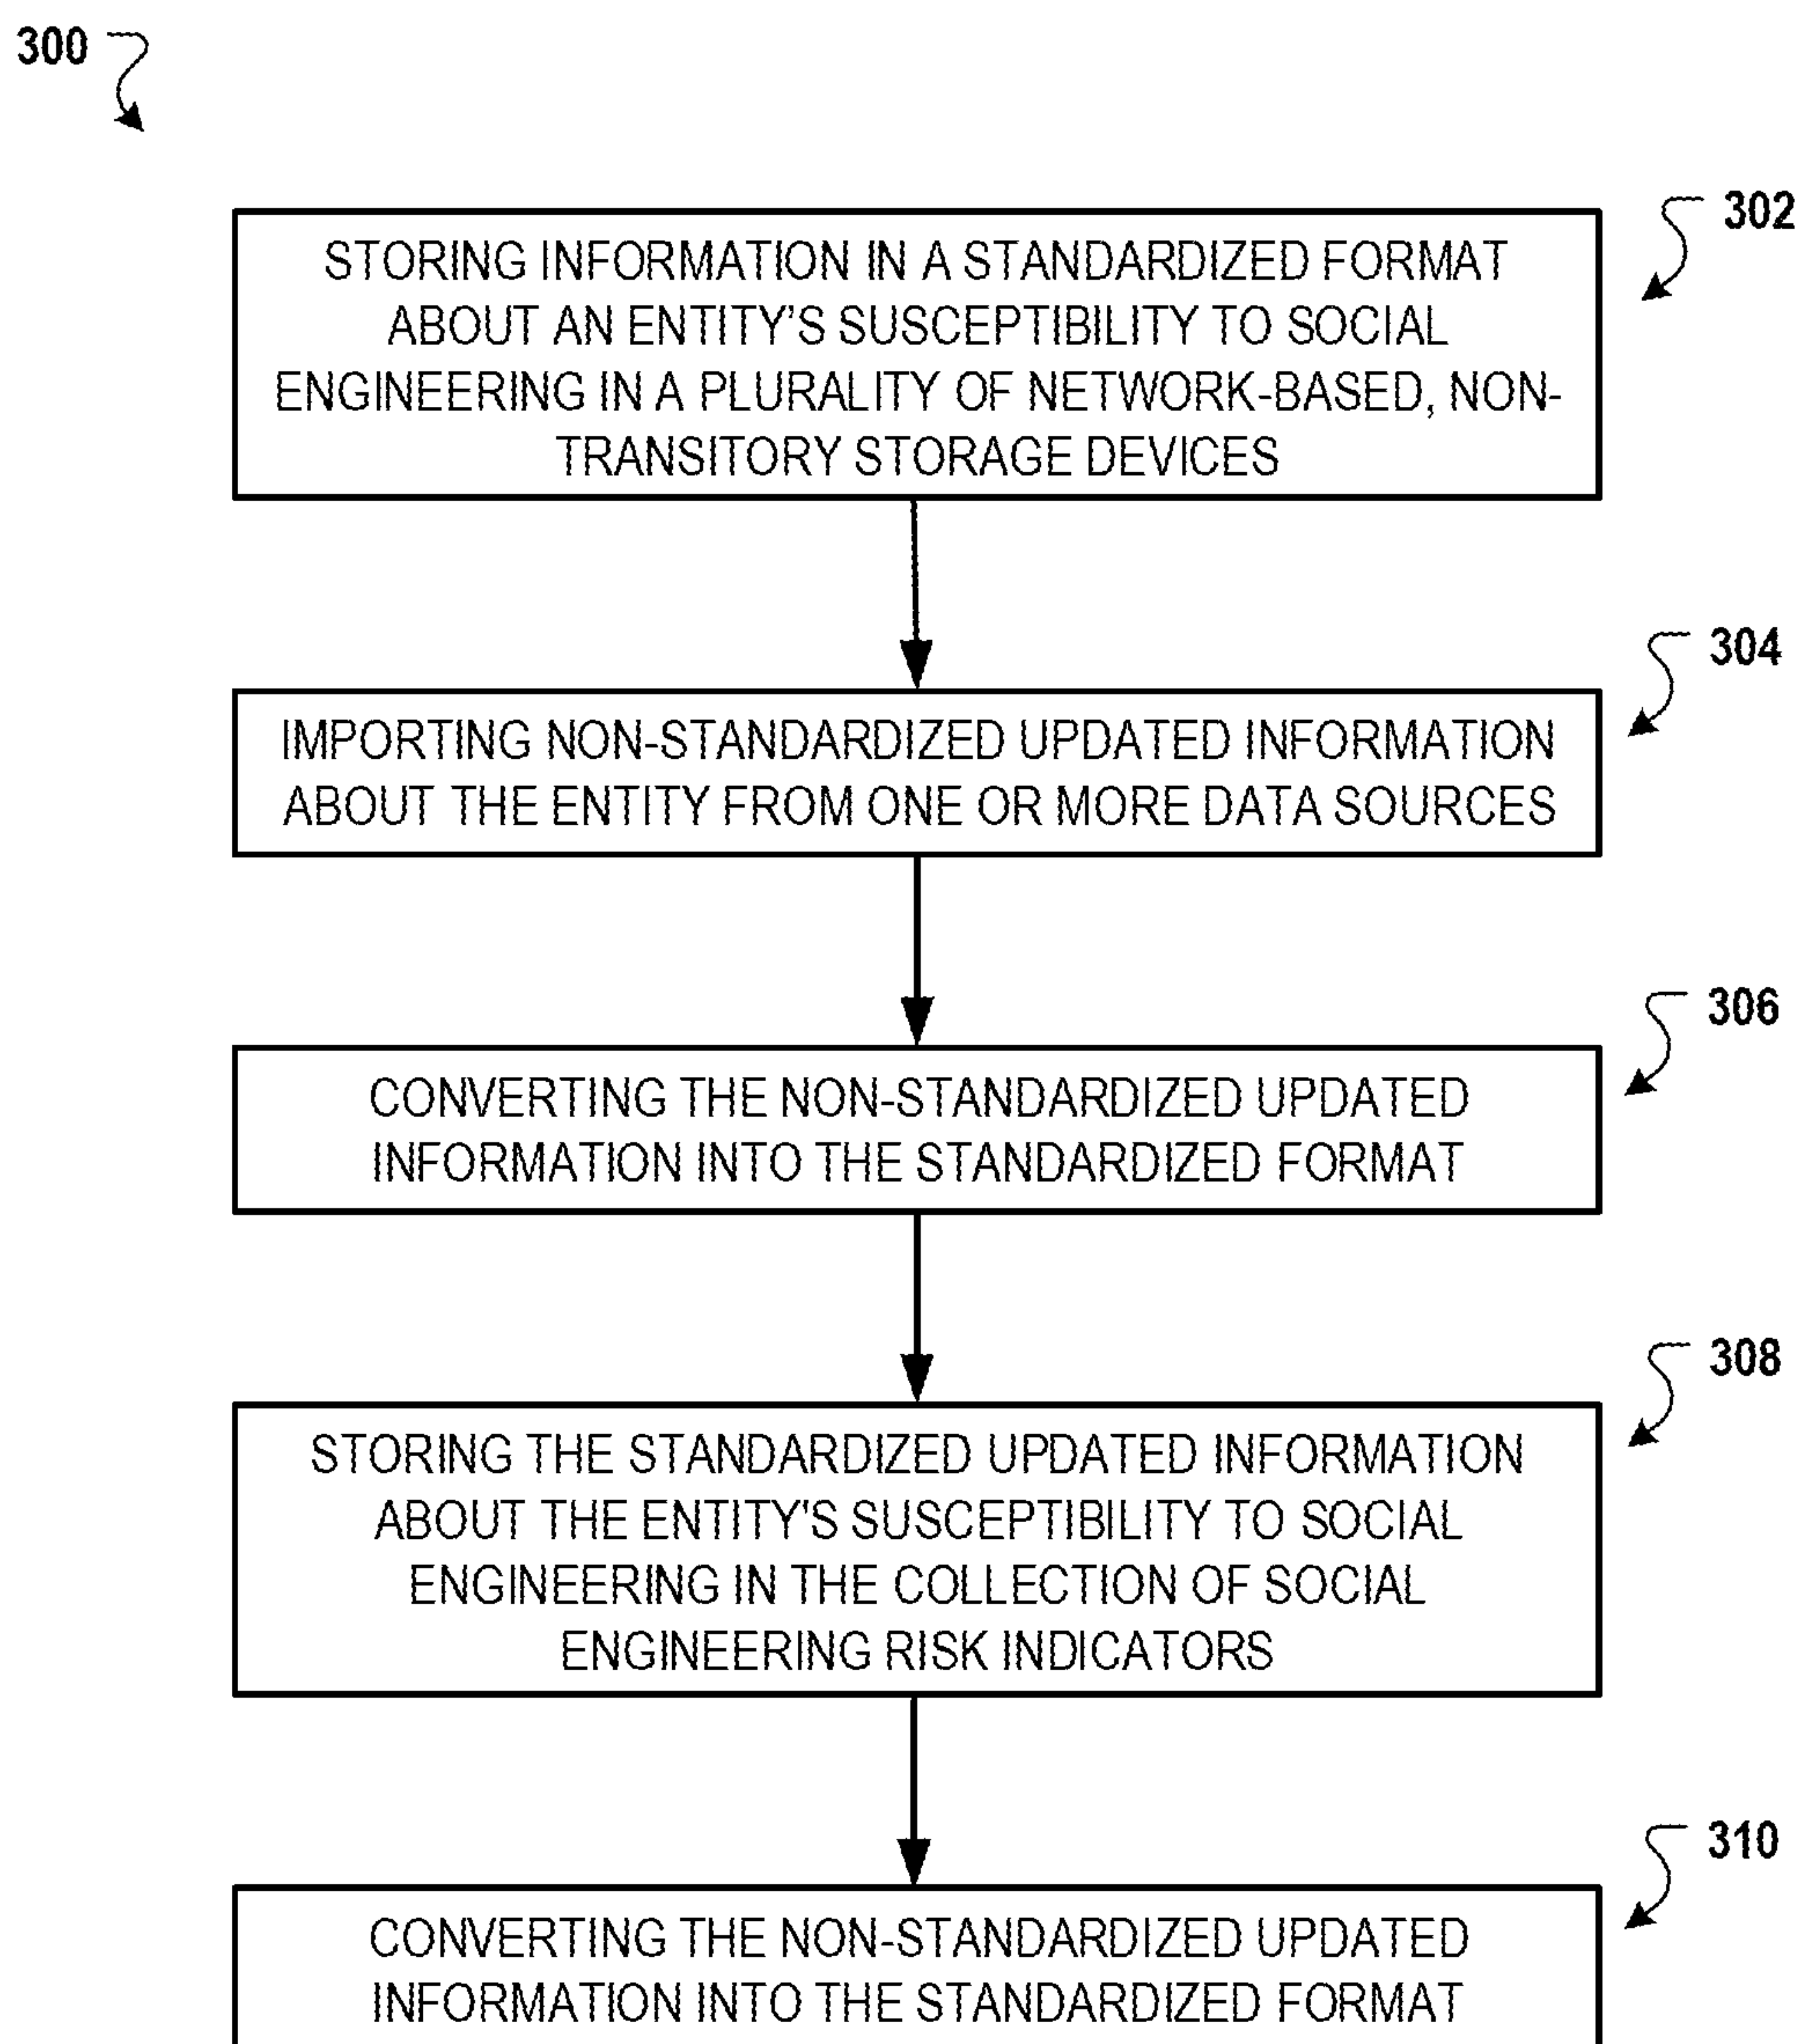 300
302
STORING INFORMATION IN A STANDARDIZED FORMAT
ABOUT AN ENTITY’S SUSCEPTIBILITY TO SOCIAL
ENGINEERING IN A PLURALITY OF NETWORK-BASED, NON-
TRANSITORY STORAGE DEVICES
304
IMPORTING NON-STANDARDIZED UPDATED INFORMATION
ABOUT THE ENTITY FROM ONE OR MORE DATA SOURCES
306
CONVERTING THE NON-STANDARDIZED UPDATED
INFORMATION INTO THE STANDARDIZED FORMAT
308
STORING THE STANDARDIZED UPDATED INFORMATION
ABOUT THE ENTITY'S SUSCEPTIBILITY TO SOCIAL
ENGINEERING IN THE COLLECTION OF SOCIAL
ENGINEERING RISK INDICATORS
310
CONVERTING THE NON-STANDARDIZED UPDATED
INFORMATION INTO THE STANDARDIZED FORMAT